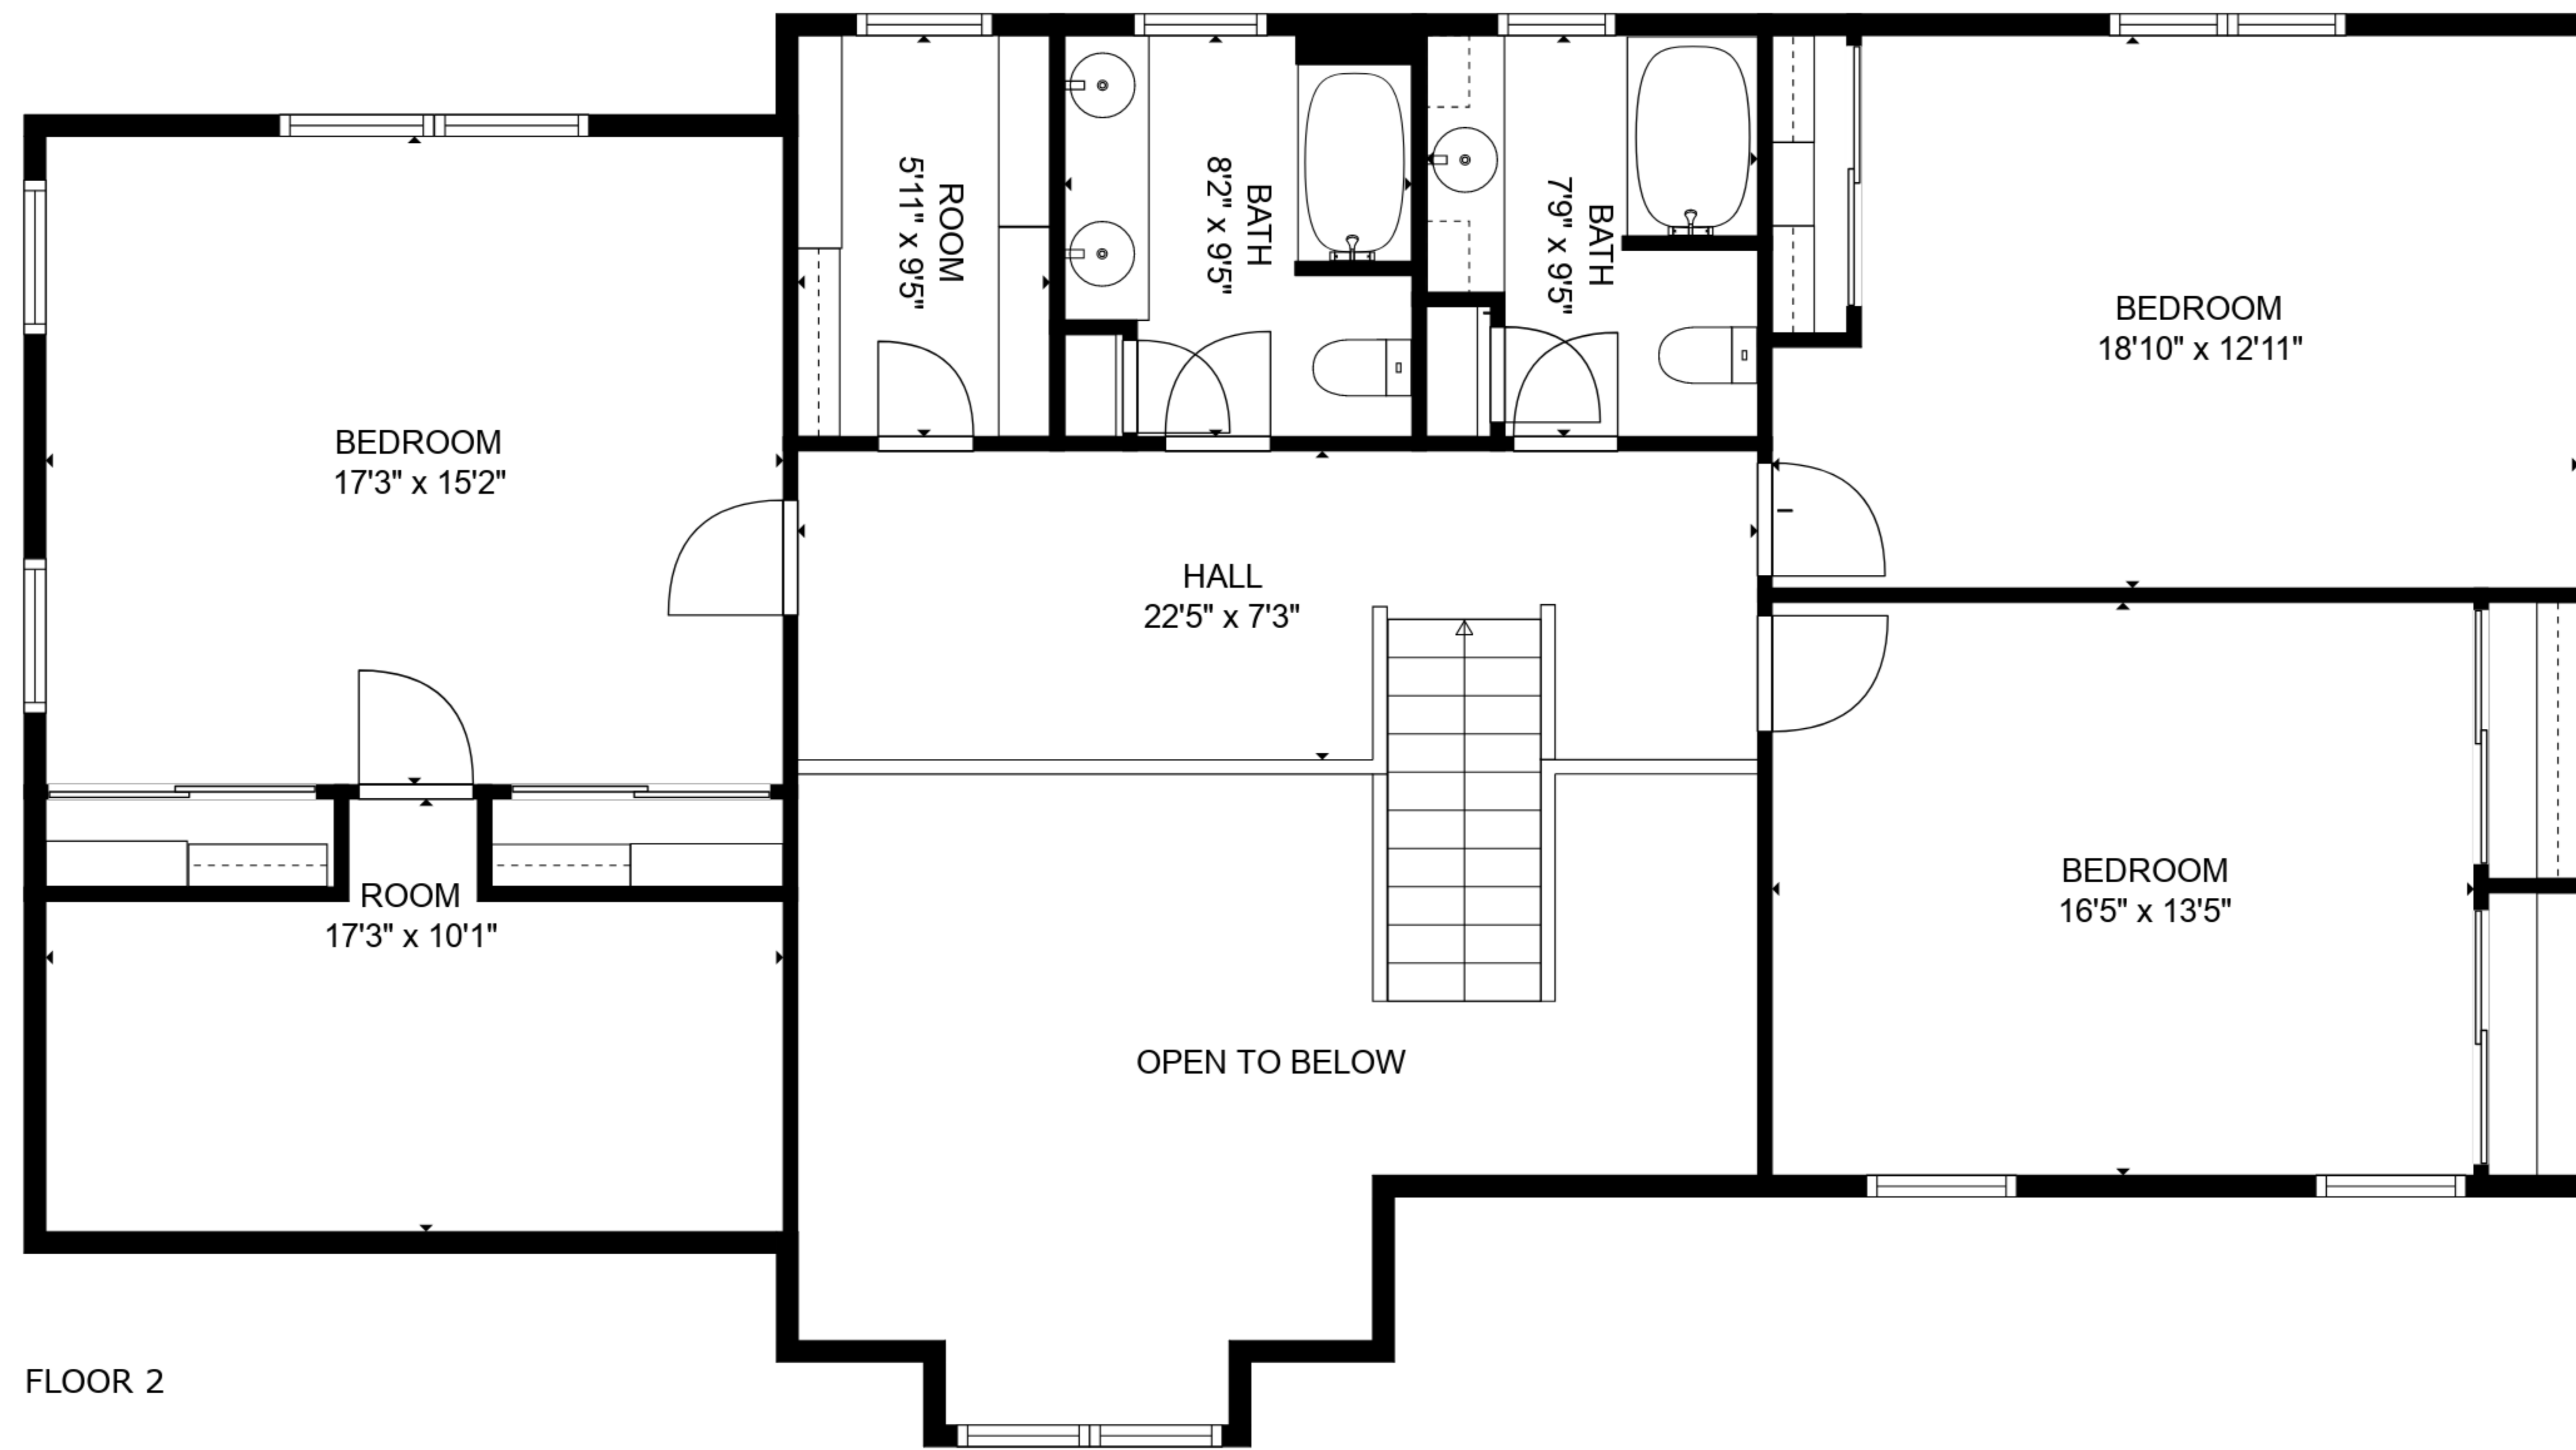 ROOM
5'11" x 9'5"
BATH
8'2" x 9'5"
BATH
7'9" x 9'5"
BEDROOM
18'10" x 12'11"
BEDROOM
17'3" x 15'2"
HALL
22'5" x 7'3"
BEDROOM
16'5" x 13'5"
ROOM
17'3" x 10'1"
OPEN TO BELOW
FLOOR 2